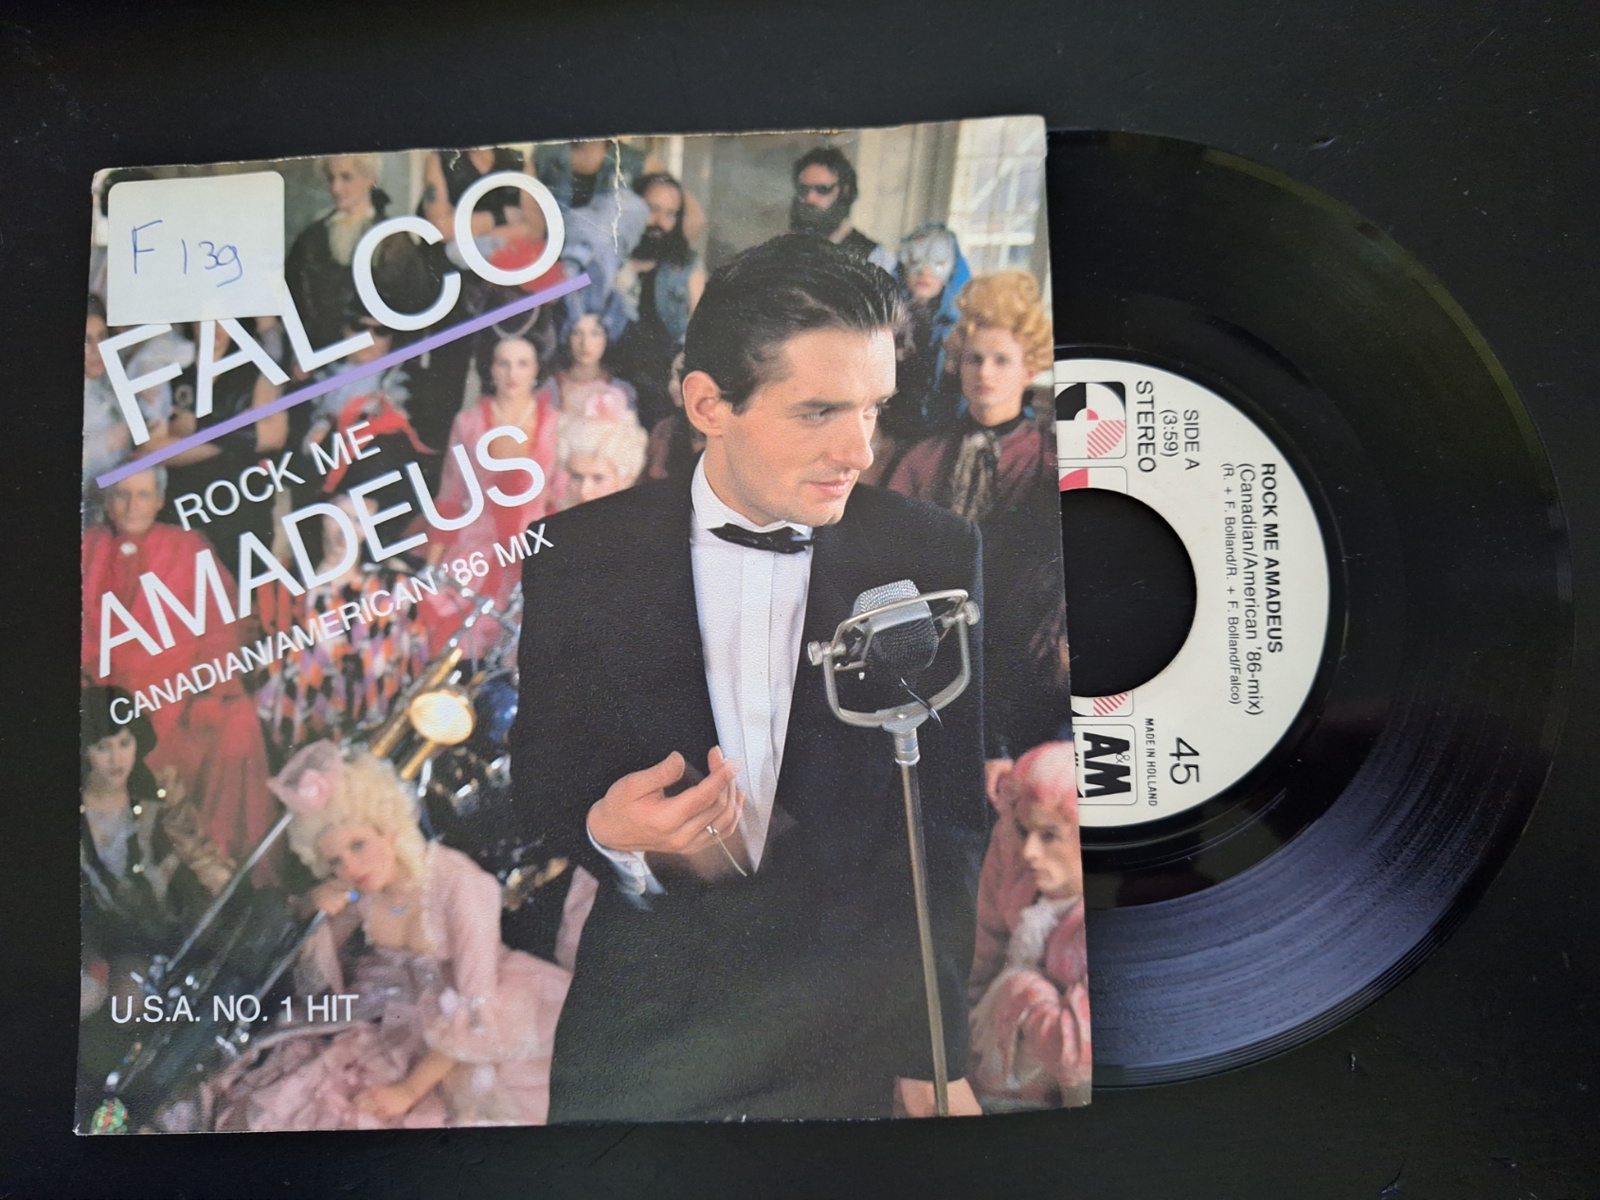 F 139
FALCO
ROCK ME
AMADEUS
CANADIAN/AMERICAN '86 MIX
U.S.A. NO. 1 HIT
STEREO
SIDE A
(3:59)
ROCK ME AMADEUS
(Canadian/American '86-mix)
(R. + F. Bolland/R. + F. Bolland/Falco)
45
MADE IN HOLLAND
A&M